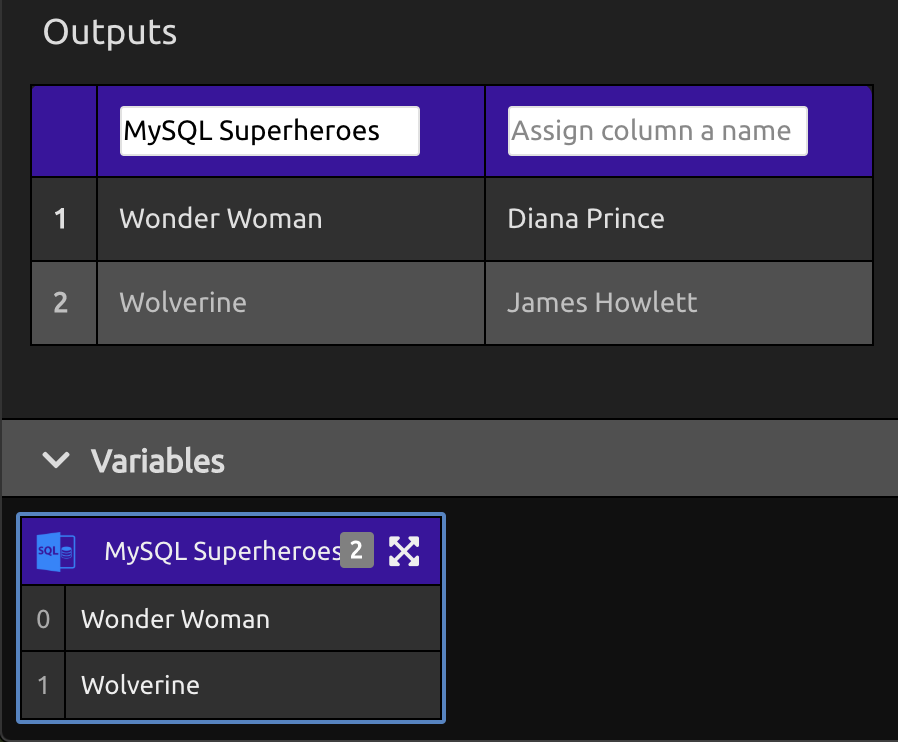 Outputs
MySQL Superheroes Assign column a name
1 Wonder Woman Diana Prince
2 Wolverine James Howlett
Variables
SQL MySQL Superheroes 2
0 Wonder Woman
1 Wolverine